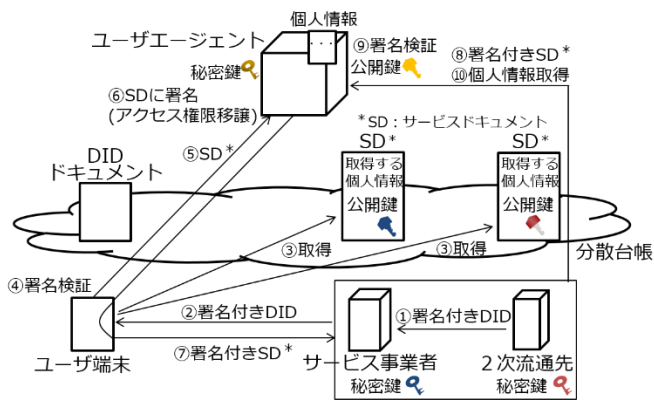 個人情報
ユーザエージェント
・・・
秘密鍵
⑨署名検証
公開鍵
⑧署名付きSD*
⑩個人情報取得
⑥SDに署名
(アクセス権限移譲)
*SD:サービスドキュメント
⑤SD*
DID
ドキュメント
SD*
取得する
個人情報
公開鍵
SD*
取得する
個人情報
公開鍵
③取得
③取得
分散台帳
④署名検証
②署名付きDID
①署名付きDID
⑦署名付きSD*
ユーザ端末
サービス事業者
秘密鍵
2次流通先
秘密鍵